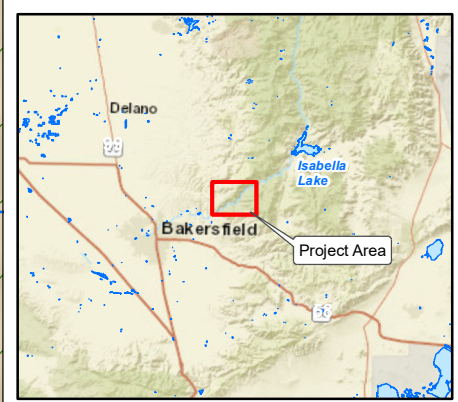 Delano
99
Isabella
Lake
Bakersfield
Project Area
58